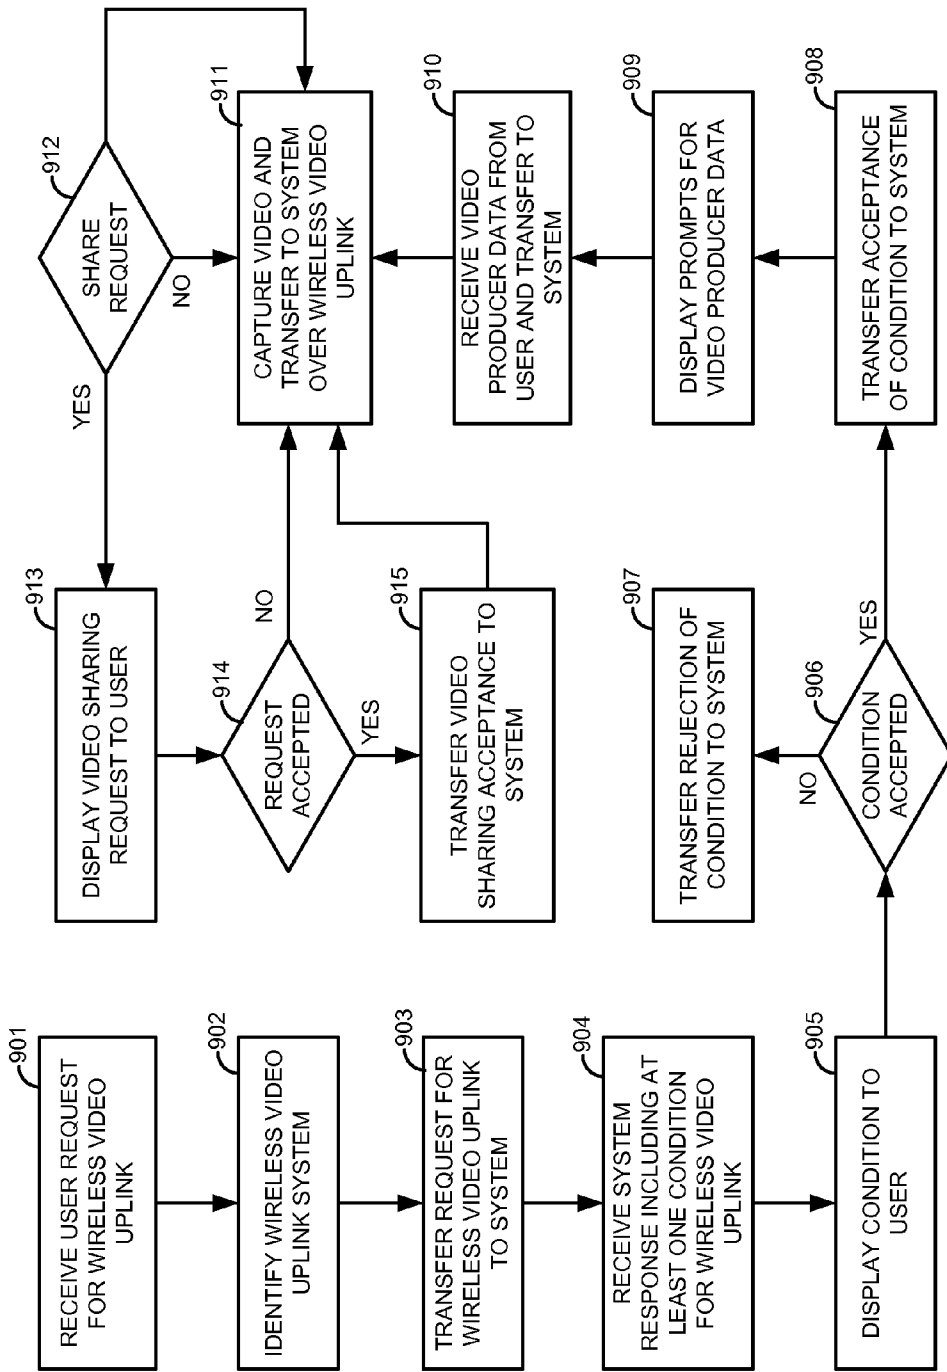 901
RECEIVE USER REQUEST
FOR WIRELESS VIDEO
UPLINK
902
IDENTIFY WIRELESS VIDEO
UPLINK SYSTEM
903
TRANSFER REQUEST FOR
WIRELESS VIDEO UPLINK
TO SYSTEM
904
RECEIVE SYSTEM
RESPONSE INCLUDING AT
LEAST ONE CONDITION
FOR WIRELESS VIDEO
UPLINK
905
DISPLAY CONDITION TO
USER
906
CONDITION
ACCEPTED
NO
YES
907
TRANSFER REJECTION OF
CONDITION TO SYSTEM
908
TRANSFER ACCEPTANCE
OF CONDITION TO SYSTEM
909
DISPLAY PROMPTS FOR
VIDEO PRODUCER DATA
910
RECEIVE VIDEO
PRODUCER DATA FROM
USER AND TRANSFER TO
SYSTEM
911
CAPTURE VIDEO AND
TRANSFER TO SYSTEM
OVER WIRELESS VIDEO
UPLINK
912
SHARE
REQUEST
YES
NO
913
DISPLAY VIDEO SHARING
REQUEST TO USER
914
REQUEST
ACCEPTED
NO
YES
915
TRANSFER VIDEO
SHARING ACCEPTANCE TO
SYSTEM